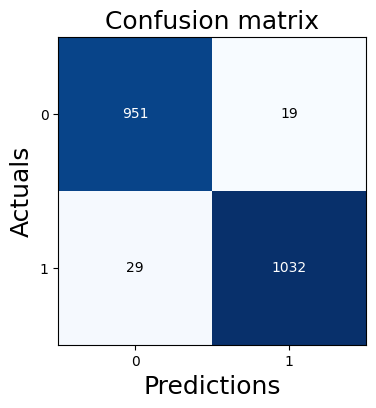 Confusion matrix
Actuals
0
951
19
1
29
1032
0
1
Predictions